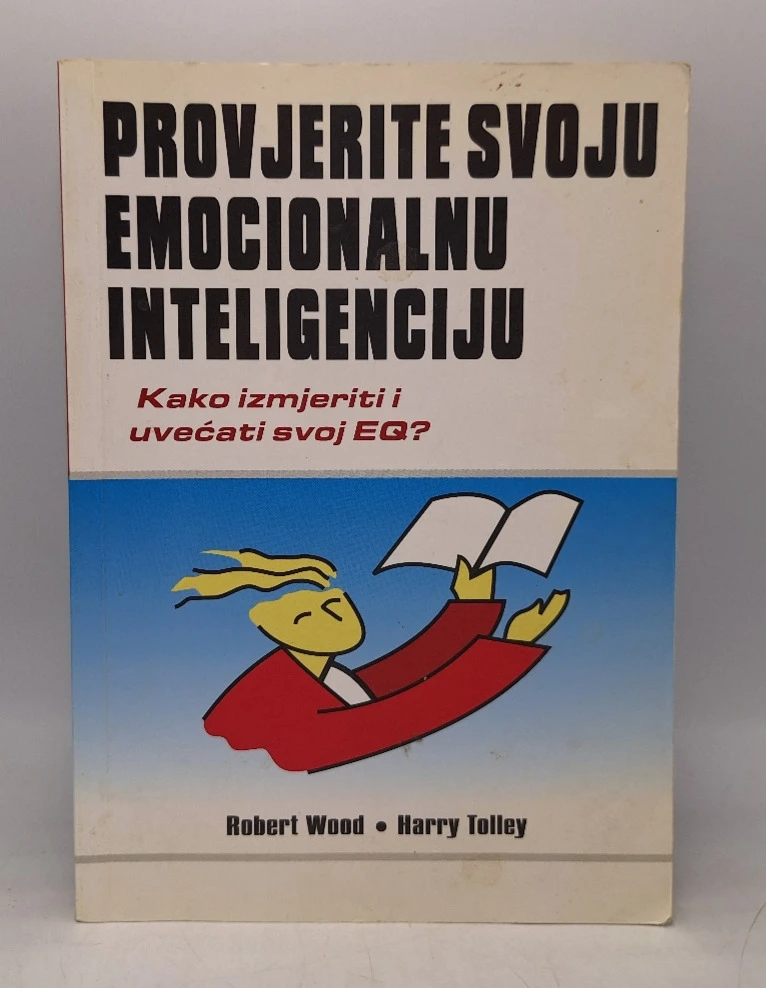 PROVJERITE SVOJU
EMOCIONALNU
INTELIGENCIJU
Kako izmjeriti i
uvećati svoj EQ?
Robert Wood • Harry Tolley